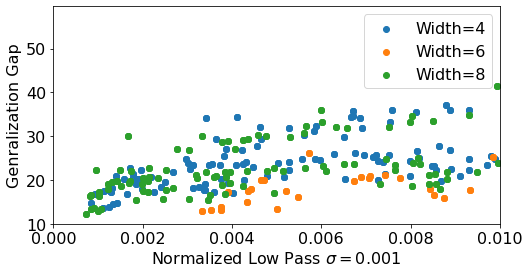 Width=4
Width=6
Width=8
Genralization Gap
50
40
30
20
10
0.000 0.002 0.004 0.006 0.008 0.010
Normalized Low Pass σ = 0.001